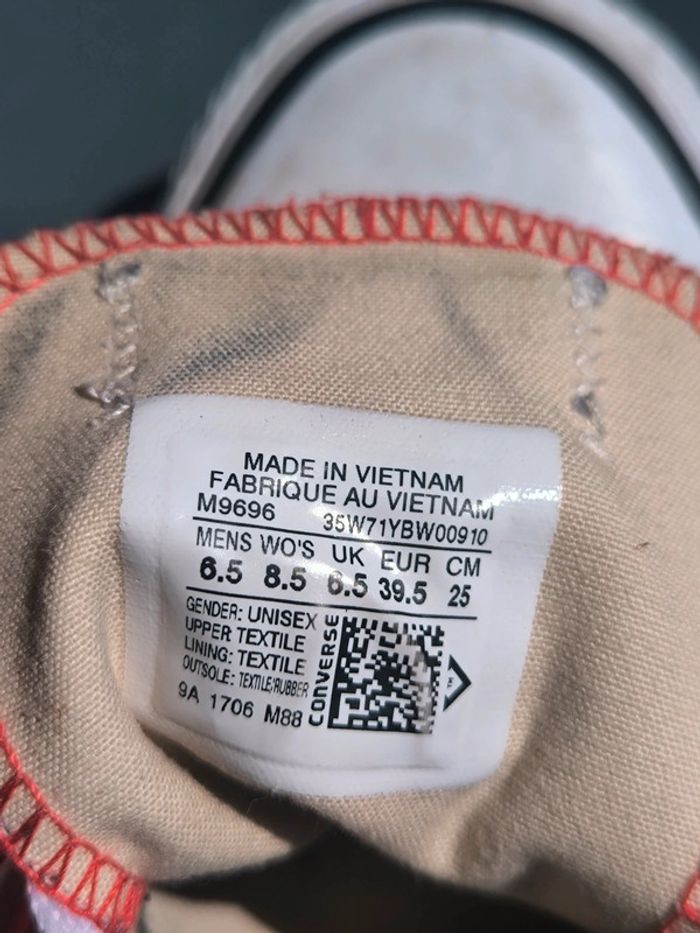 MADE IN VIETNAM
FABRIQUE AU VIETNAM
M9696 35W71YBW00910
MENS WO'S UK EUR CM
6.5 8.5 6.5 39.5 25
GENDER: UNISEX
UPPER TEXTILE
LINING: TEXTILE
OUTSOLE: TEXTILE/RUBBER
9A 1706 M88
CONVERSE